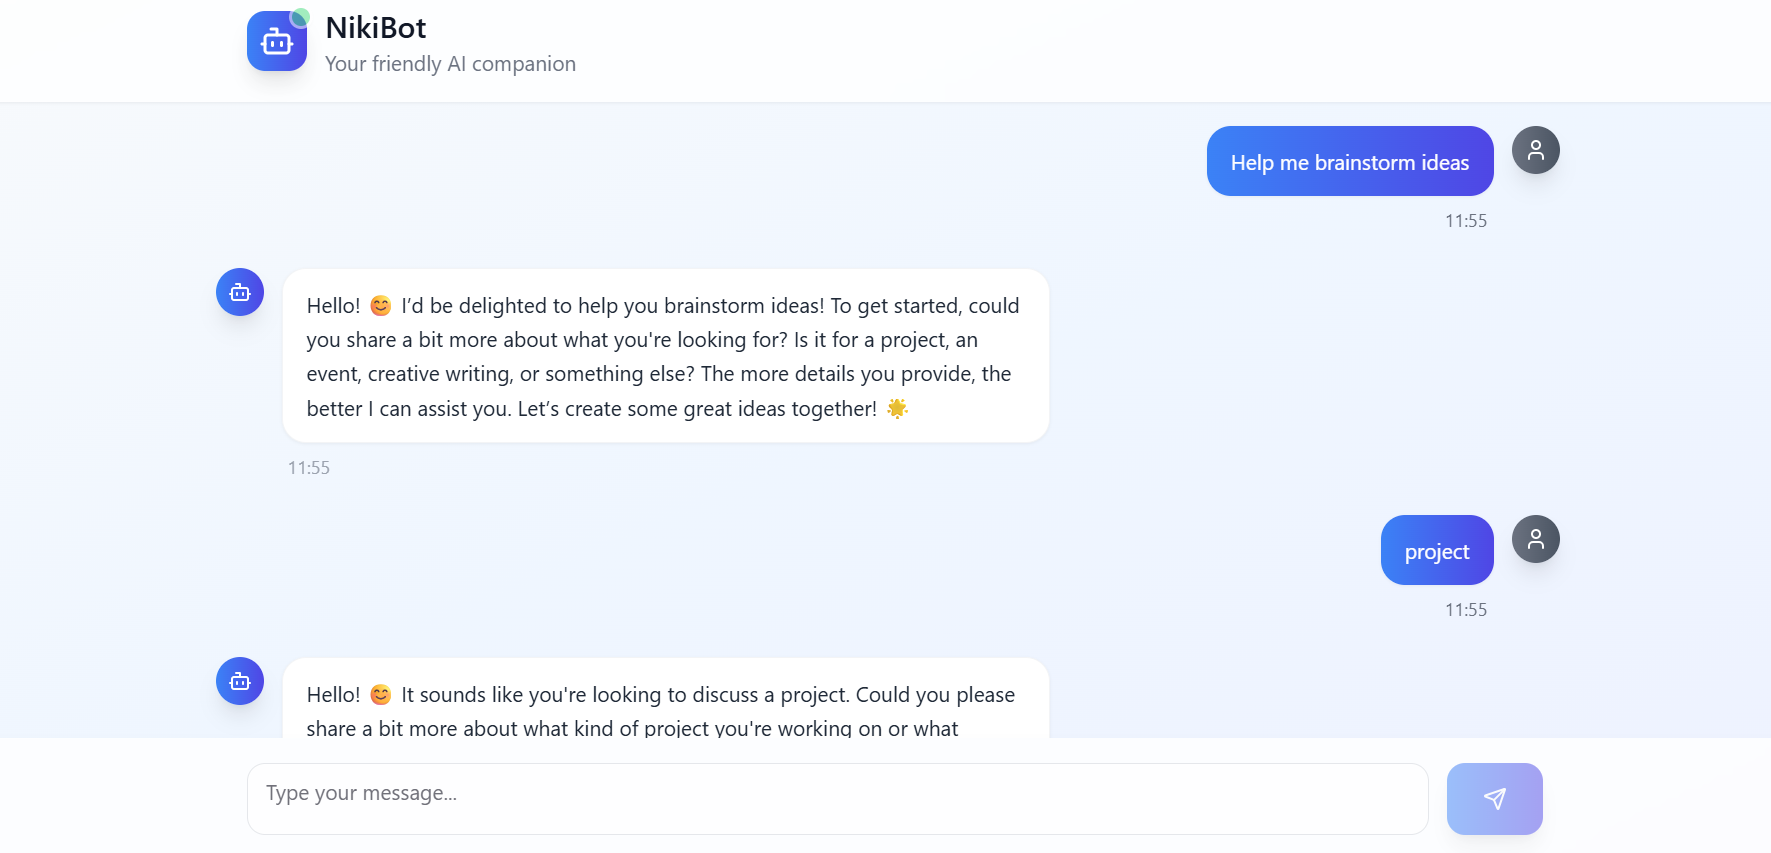 NikiBot
Your friendly AI companion
Help me brainstorm ideas
11:55
Hello! 😊 I’d be delighted to help you brainstorm ideas! To get started, could
you share a bit more about what you're looking for? Is it for a project, an
event, creative writing, or something else? The more details you provide, the
better I can assist you. Let’s create some great ideas together! 🌟
11:55
project
11:55
Hello! 😊 It sounds like you're looking to discuss a project. Could you please
share a bit more about what kind of project you're working on or what
Type your message...